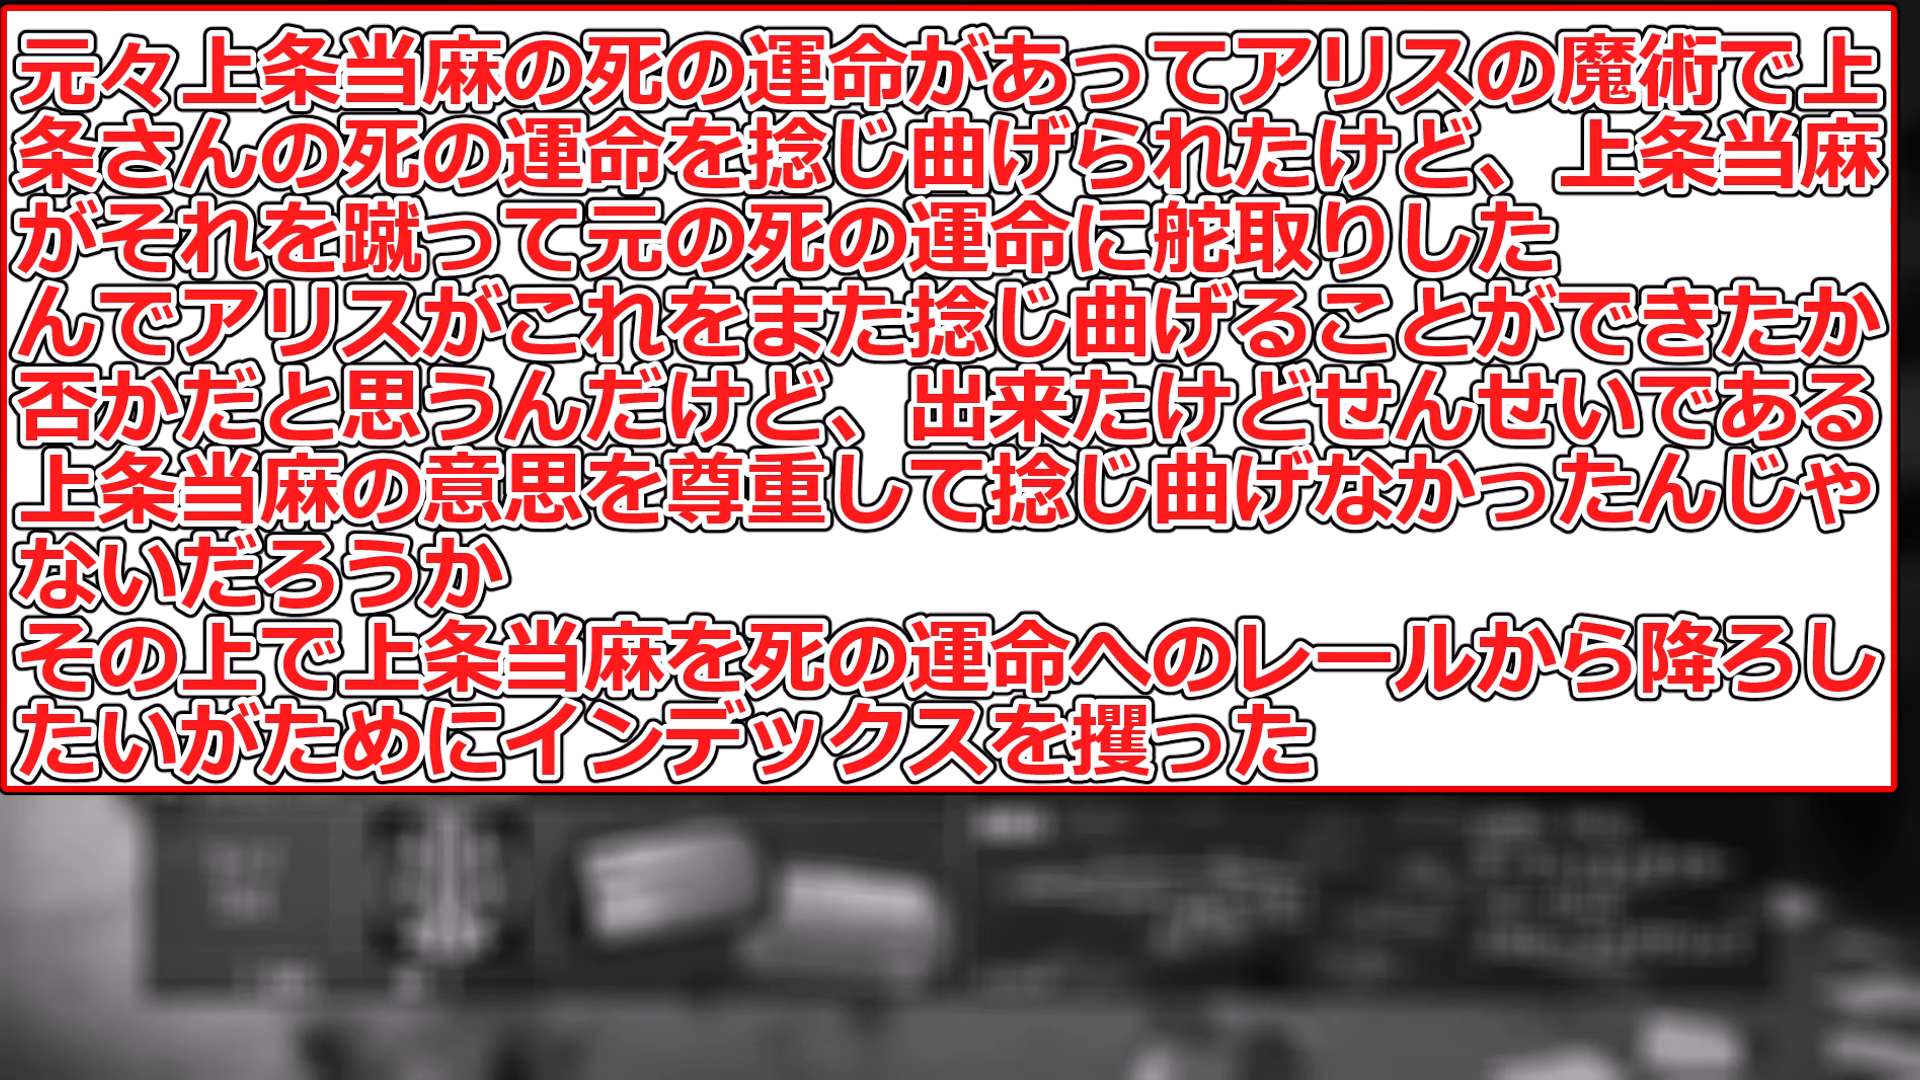 元々上条当麻の死の運命があってアリスの魔術で上
条さんの死の運命を捻じ曲げられたけど、上条当麻
がそれを蹴って元の死の運命に舵取りした
んでアリスがこれをまた捻じ曲げることができたか
否かだと思うんだけど、出来たけどせんせいである
上条当麻の意思を尊重して捻じ曲げなかったんじゃ
ないだろうか
その上で上条当麻を死の運命へのレールから降ろし
たいがためにインデックスを攫った